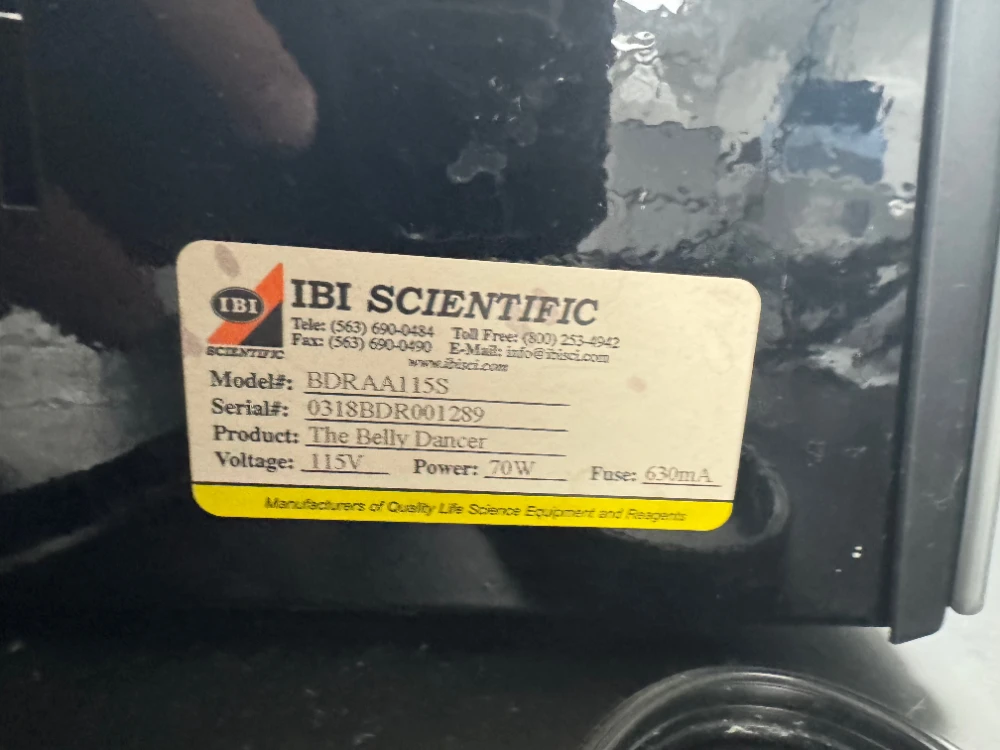 IBI
SCIENTIFIC
IBI SCIENTIFIC
Tele: (563) 690-0484 Toll Free: (800) 253-4942
Fax: (563) 690-0490 E-Mail: info@ibisci.com
www.ibisci.com
Model#: BDRAA115S
Serial#: 0318BDR001289
Product: The Belly Dancer
Voltage: 115V Power: 70W Fuse: 630mA
Manufacturers of Quality Life Science Equipment and Reagents